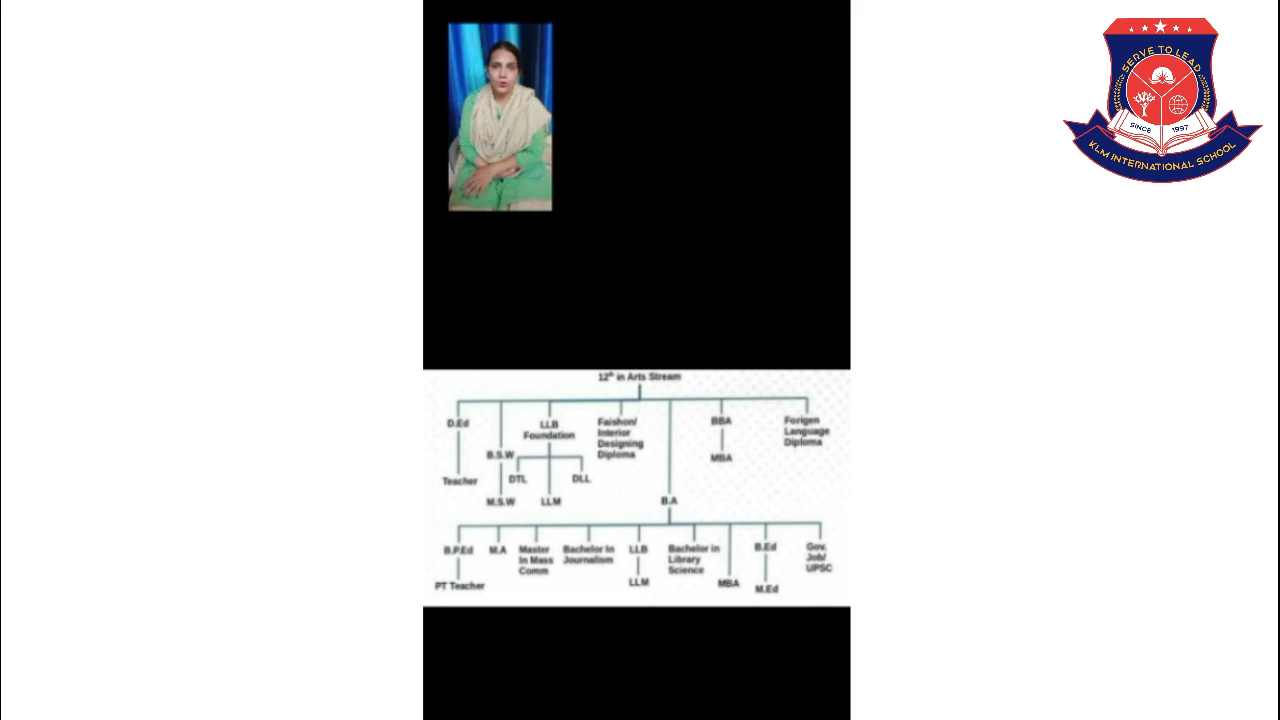 SERVE TO LEAD
SINCE 1997
KLM INTERNATIONAL SCHOOL
12th in Arts Stream
D.Ed
LLB
Foundation
Faishon/
Interior
Designing
Diploma
BBA
Forigen
Language
Diploma
B.S.W
MBA
Teacher
DTL
DLL
M.S.W
LLM
B.A
B.P.Ed
M.A
Master
In Mass
Comm
Bachelor In
Journalism
LLB
Bachelor in
Library
Science
B.Ed
Gov.
Job/
UPSC
PT Teacher
LLM
MBA
M.Ed